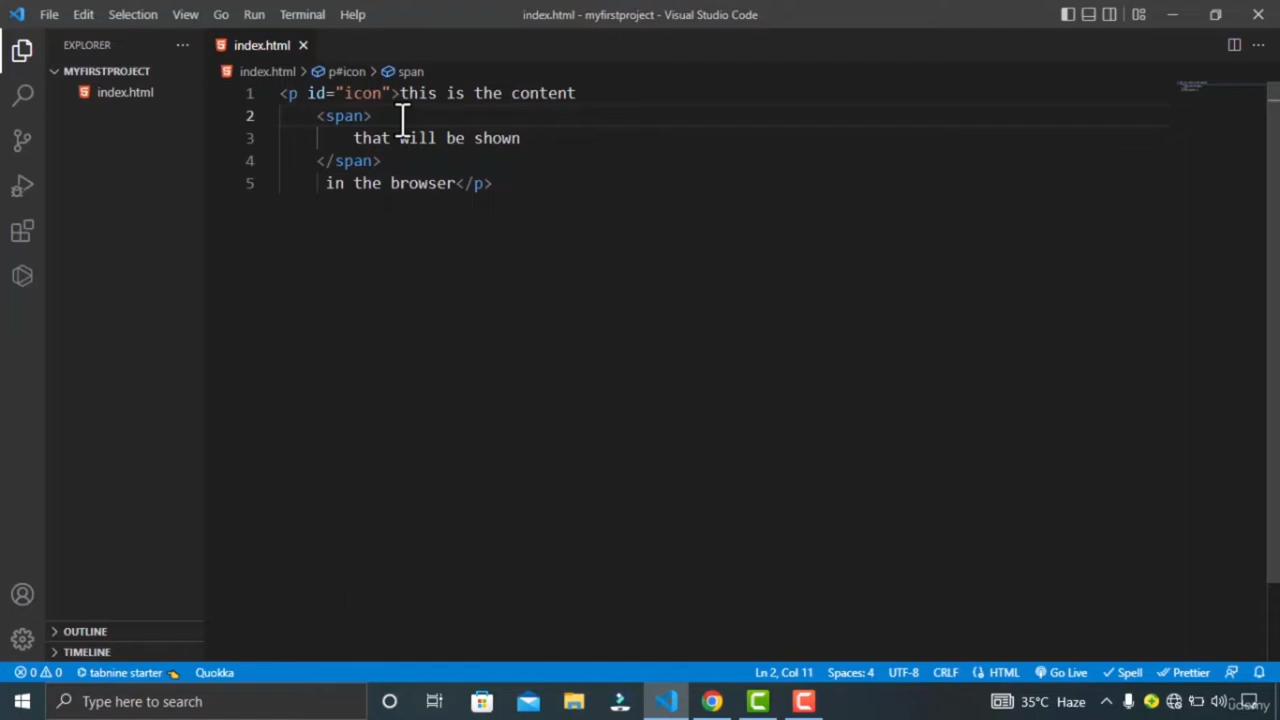 File Edit Selection View Go Run Terminal Help index.html - myfirstproject - Visual Studio Code
EXPLORER
index.html
MYFIRSTPROJECT
index.html > p#icon > span
index.html
1 <p id="icon">this is the content
2 <span>
3 that will be shown
4 </span>
5 in the browser</p>
OUTLINE
TIMELINE
0 0 tabnine starter Quokka Ln 2, Col 11 Spaces: 4 UTF-8 CRLF HTML Go Live Spell Prettier
Type here to search 35°C Haze
ûdemy